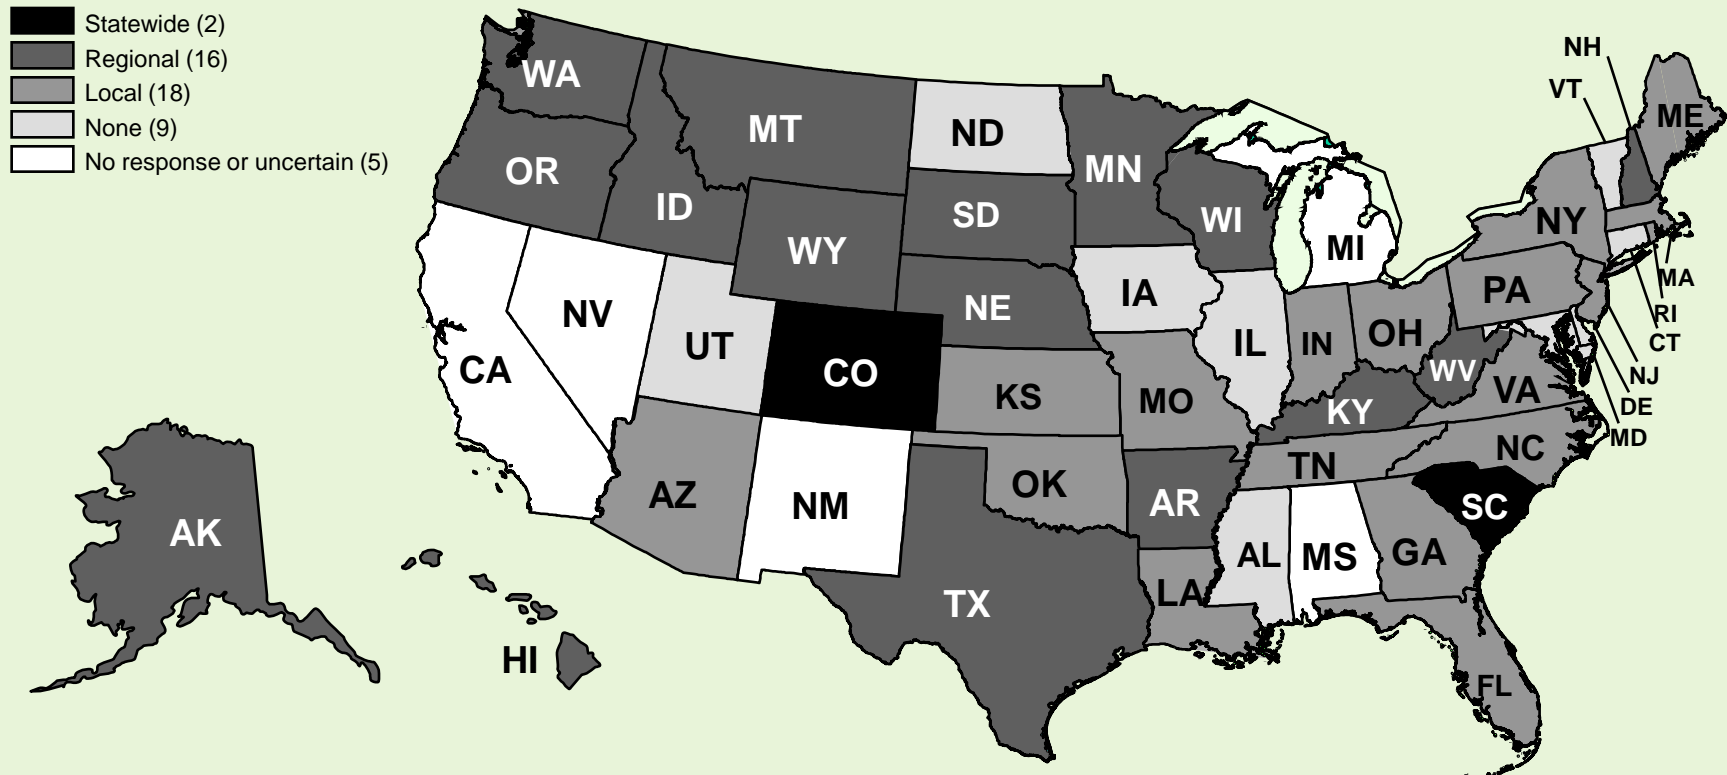 Statewide (2)
Regional (16)
Local (18)
None (9)
No response or uncertain (5)
NH
VT
ME
WA
MT
ND
MN
OR
ID
SD
WI
NY
WY
MI
MA
IA
PA
NE
RI
NV
UT
IL
IN
OH
CT
CA
CO
WV
NJ
KS
MO
VA
DE
KY
MD
NC
TN
OK
AZ
NM
AR
SC
AK
AL
MS
GA
LA
TX
HI
FL